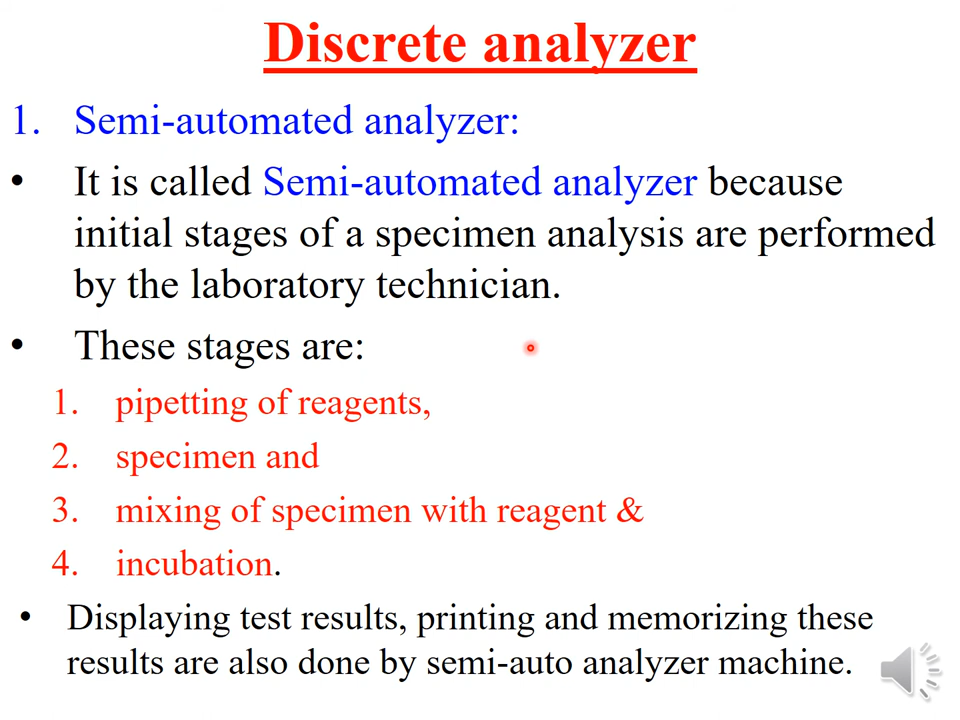 Discrete analyzer
1. Semi-automated analyzer:
• It is called Semi-automated analyzer because
initial stages of a specimen analysis are performed
by the laboratory technician.
• These stages are:
1. pipetting of reagents,
2. specimen and
3. mixing of specimen with reagent &
4. incubation.
• Displaying test results, printing and memorizing these
results are also done by semi-auto analyzer machine.